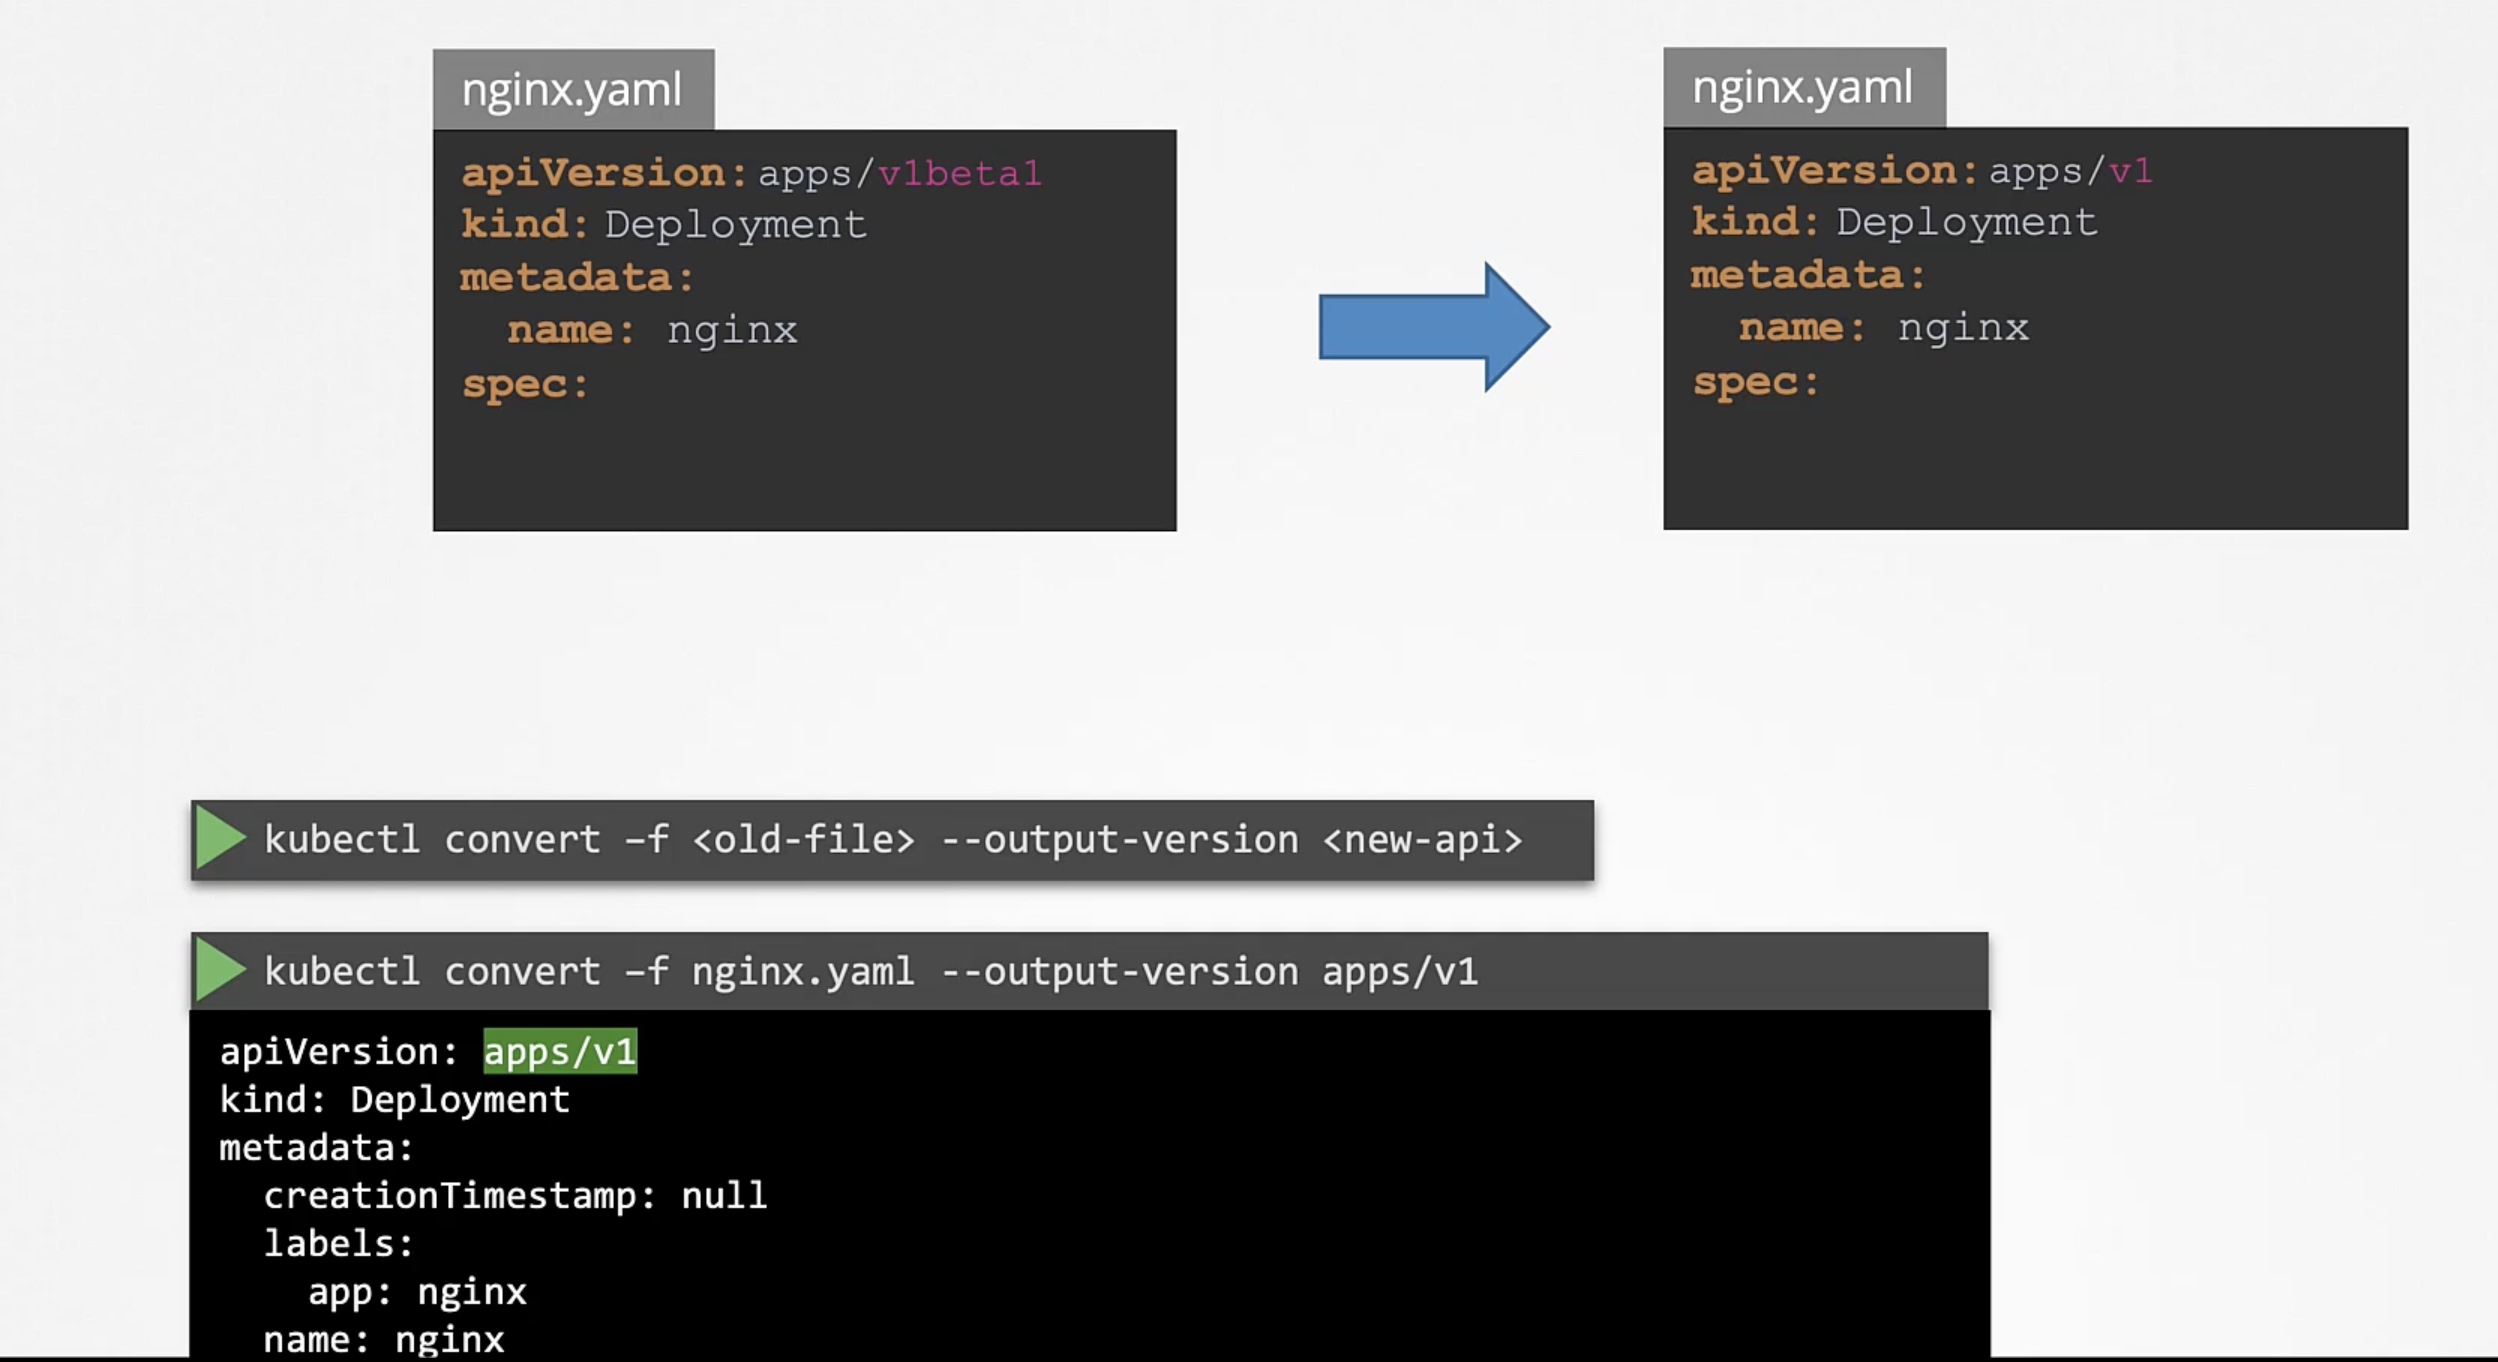 nginx.yaml
apiVersion: apps/v1beta1
kind: Deployment
metadata:
  name: nginx
spec:
nginx.yaml
apiVersion: apps/v1
kind: Deployment
metadata:
  name: nginx
spec:
kubectl convert –f <old-file> --output-version <new-api>
kubectl convert –f nginx.yaml --output-version apps/v1
apiVersion: apps/v1
kind: Deployment
metadata:
  creationTimestamp: null
  labels:
    app: nginx
  name: nginx